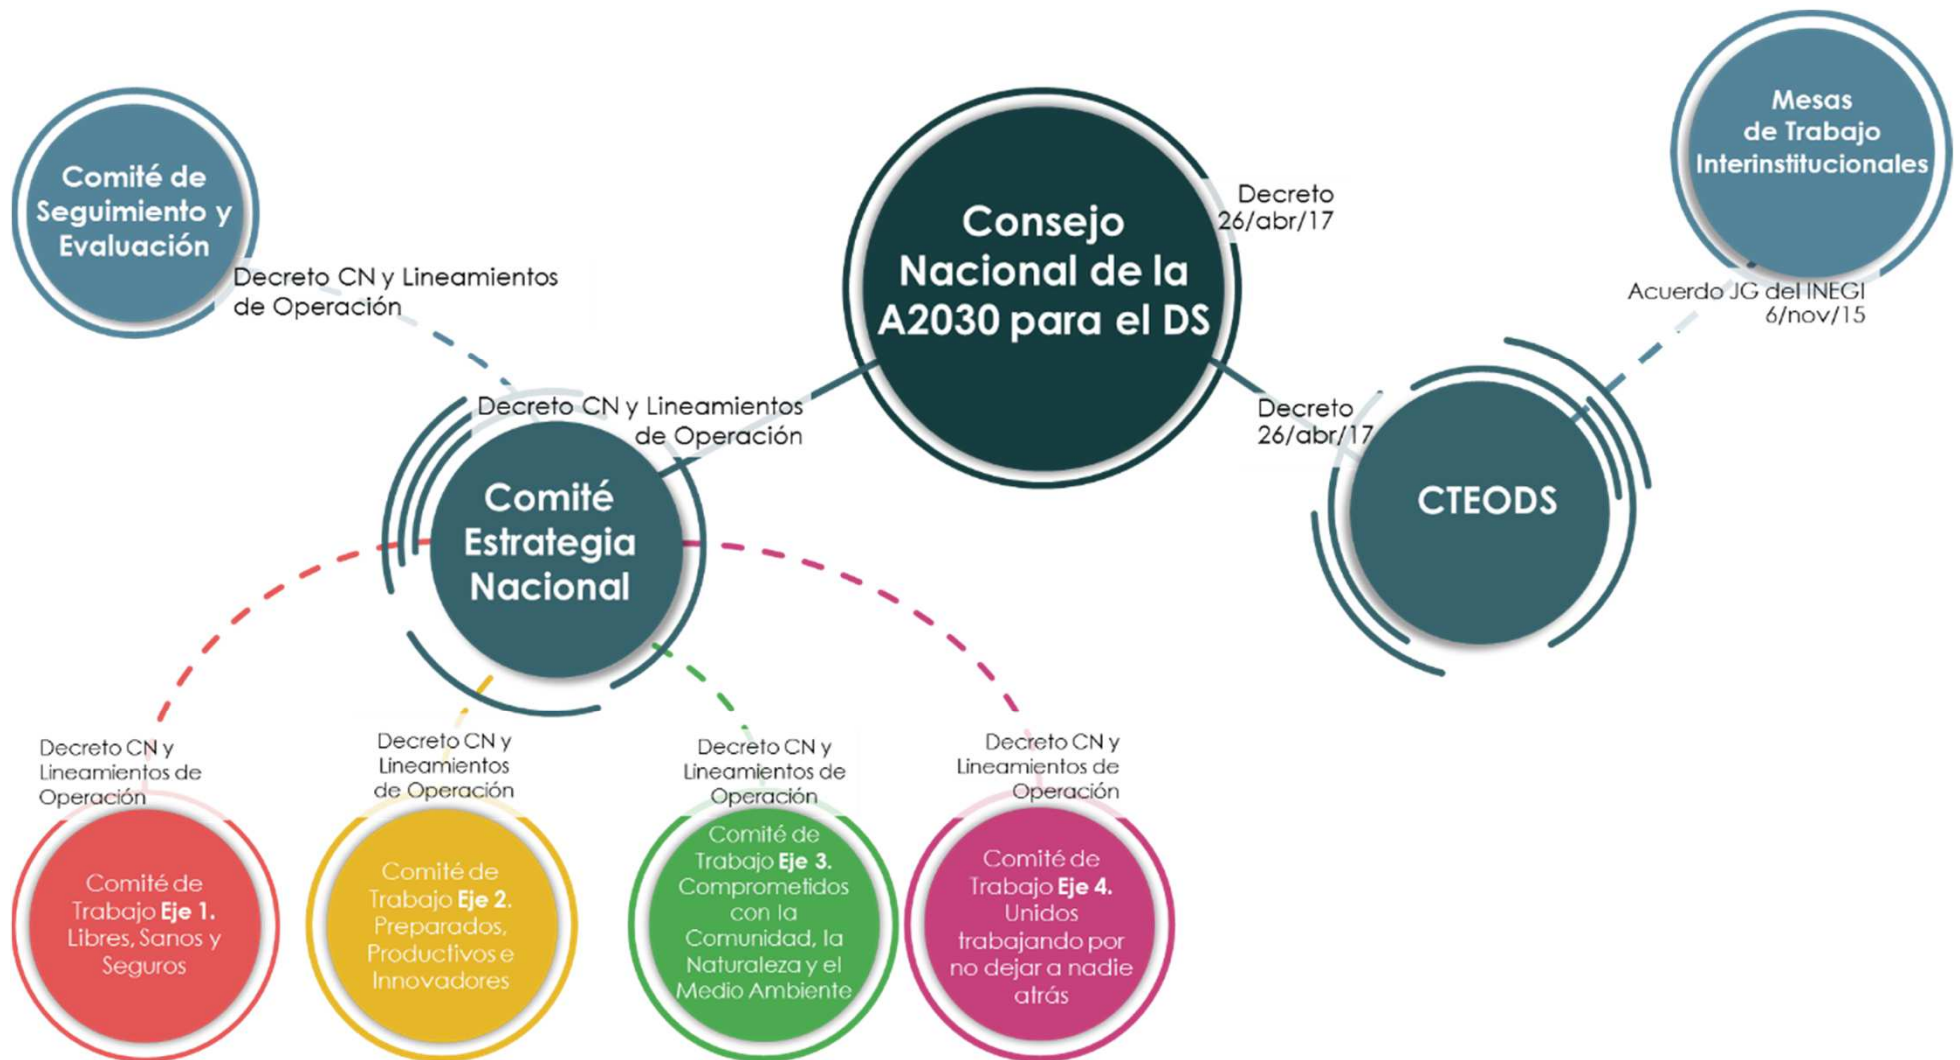 Mesas
de Trabajo
Interinstitucionales
Acuerdo JG del INEGI
6/nov/15
Comité de
Seguimiento y
Evaluación
Decreto CN y Lineamientos
de Operación
Consejo
Nacional de la
A2030 para el DS
Decreto
26/abr/17
Decreto CN y Lineamientos
de Operación
Comité
Estrategia
Nacional
Decreto
26/abr/17
CTEODS
Decreto CN y
Lineamientos de
Operación
Comité de
Trabajo Eje 1.
Libres, Sanos y
Seguros
Decreto CN y
Lineamientos
de Operación
Comité de
Trabajo Eje 2.
Preparados,
Productivos e
Innovadores
Decreto CN y
Lineamientos de
Operación
Comité de
Trabajo Eje 3.
Comprometidos
con la
Comunidad, la
Naturaleza y el
Medio Ambiente
Decreto CN y
Lineamientos de
Operación
Comité de
Trabajo Eje 4.
Unidos
trabajando por
no dejar a nadie
atrás